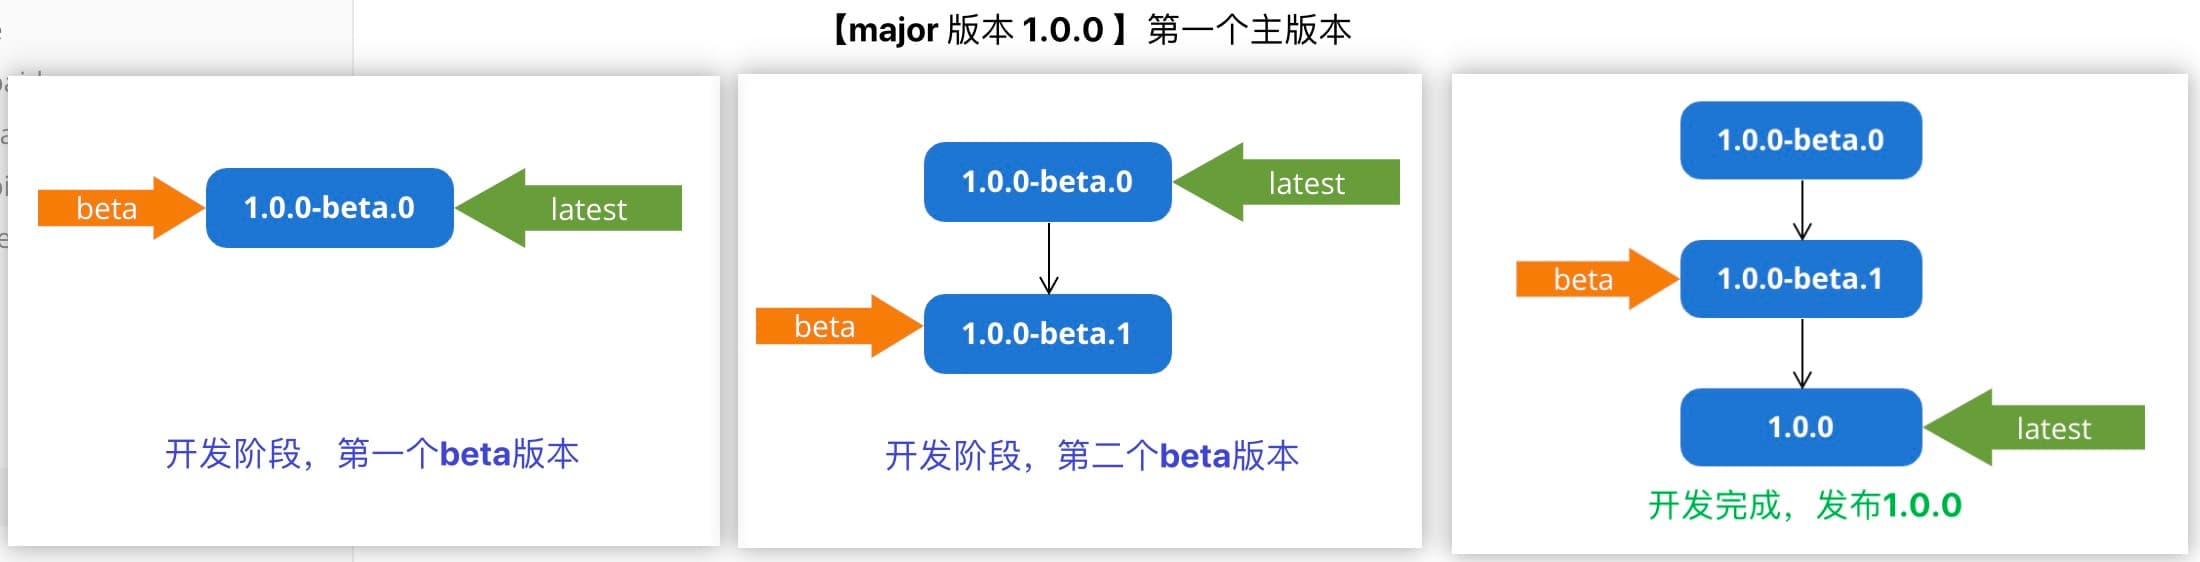 【major 版本 1.0.0 】第一个主版本
beta
1.0.0-beta.0
latest
开发阶段，第一个beta版本
1.0.0-beta.0
latest
beta
1.0.0-beta.1
开发阶段，第二个beta版本
1.0.0-beta.0
beta
1.0.0-beta.1
1.0.0
latest
开发完成，发布1.0.0